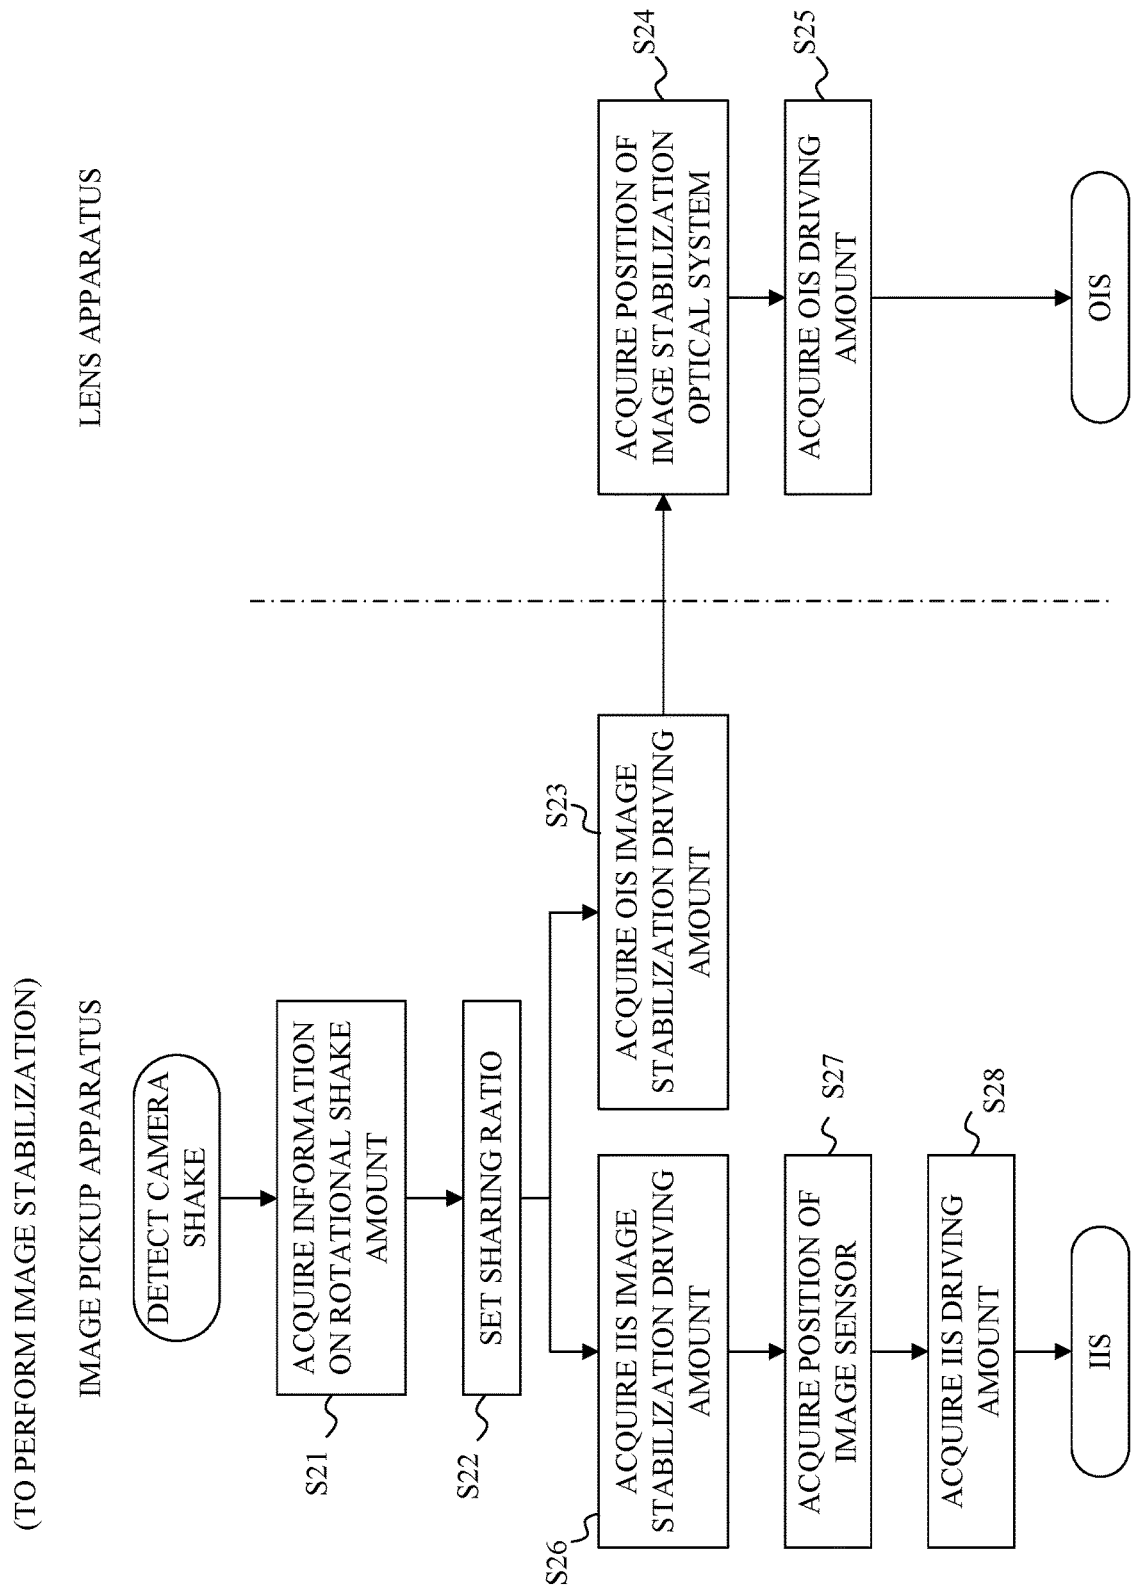 (TO PERFORM IMAGE STABILIZATION)
IMAGE PICKUP APPARATUS
LENS APPARATUS
DETECT CAMERA
SHAKE
S21
ACQUIRE INFORMATION
ON ROTATIONAL SHAKE
AMOUNT
S22
SET SHARING RATIO
S26
ACQUIRE IIS IMAGE
STABILIZATION DRIVING
AMOUNT
S23
ACQUIRE OIS IMAGE
STABILIZATION DRIVING
AMOUNT
S24
ACQUIRE POSITION OF
IMAGE STABILIZATION
OPTICAL SYSTEM
S27
ACQUIRE POSITION OF
IMAGE SENSOR
S25
ACQUIRE OIS DRIVING
AMOUNT
S28
ACQUIRE IIS DRIVING
AMOUNT
IIS
OIS